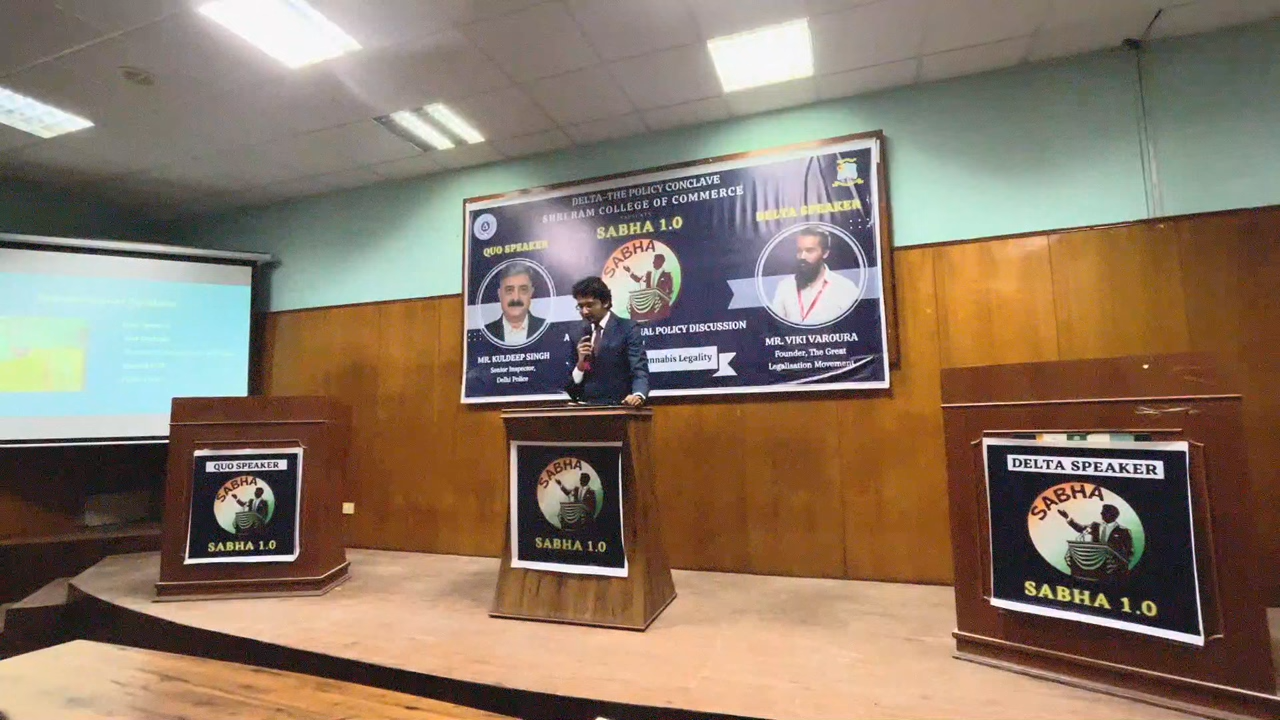 DELTA-THE POLICY CONCLAVE
SHRI RAM COLLEGE OF COMMERCE
PRESENTS
SABHA 1.0
QUO SPEAKER
DELTA SPEAKER
SABHA
MR. KULDEEP SINGH
Senior Inspector,
Delhi Police
A
NAL POLICY DISCUSSION
Cannabis Legality
MR. VIKI VAROURA
Founder, The Great
Legalisation Movement
QUO SPEAKER
SABHA
SABHA 1.0
SABHA
SABHA 1.0
DELTA SPEAKER
SABHA
SABHA 1.0